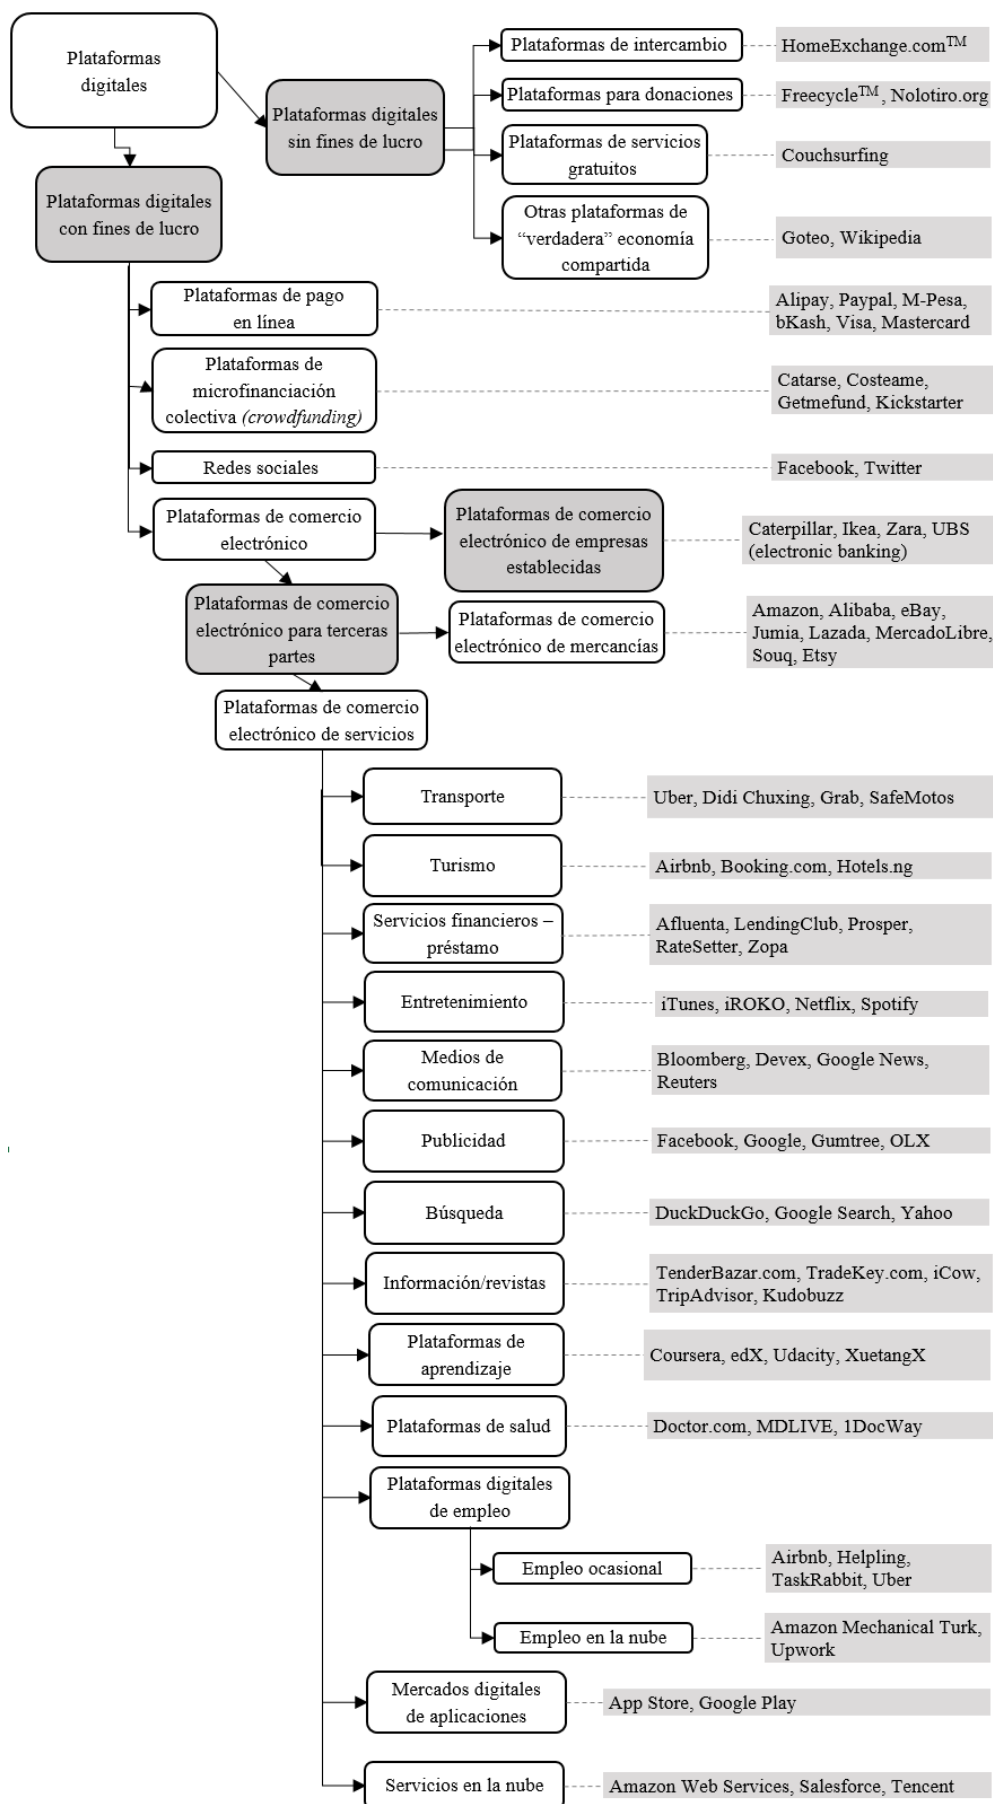 Plataformas
digitales
Plataformas digitales
sin fines de lucro
Plataformas de intercambio
HomeExchange.com™
Plataformas para donaciones
Freecycle™, Nolotiro.org
Plataformas de servicios
gratuitos
Couchsurfing
Otras plataformas de
“verdadera” economía
compartida
Goteo, Wikipedia
Plataformas digitales
con fines de lucro
Plataformas de pago
en línea
Alipay, Paypal, M-Pesa,
bKash, Visa, Mastercard
Plataformas de
microfinanciación
colectiva (crowdfunding)
Catarse, Costeame,
Getmefund, Kickstarter
Redes sociales
Facebook, Twitter
Plataformas de comercio
electrónico
Plataformas de comercio
electrónico de empresas
establecidas
Caterpillar, Ikea, Zara, UBS
(electronic banking)
Plataformas de comercio
electrónico para terceras
partes
Plataformas de comercio
electrónico de mercancías
Amazon, Alibaba, eBay,
Jumia, Lazada, MercadoLibre,
Souq, Etsy
Plataformas de comercio
electrónico de servicios
Transporte
Uber, Didi Chuxing, Grab, SafeMotos
Turismo
Airbnb, Booking.com, Hotels.ng
Servicios financieros –
préstamo
Afluenta, LendingClub, Prosper,
RateSetter, Zopa
Entretenimiento
iTunes, iROKO, Netflix, Spotify
Medios de
comunicación
Bloomberg, Devex, Google News,
Reuters
Publicidad
Facebook, Google, Gumtree, OLX
Búsqueda
DuckDuckGo, Google Search, Yahoo
Información/revistas
TenderBazar.com, TradeKey.com, iCow,
TripAdvisor, Kudobuzz
Plataformas de
aprendizaje
Coursera, edX, Udacity, XuetangX
Plataformas de salud
Doctor.com, MDLIVE, 1DocWay
Plataformas digitales
de empleo
Empleo ocasional
Airbnb, Helpling,
TaskRabbit, Uber
Empleo en la nube
Amazon Mechanical Turk,
Upwork
Mercados digitales
de aplicaciones
App Store, Google Play
Servicios en la nube
Amazon Web Services, Salesforce, Tencent